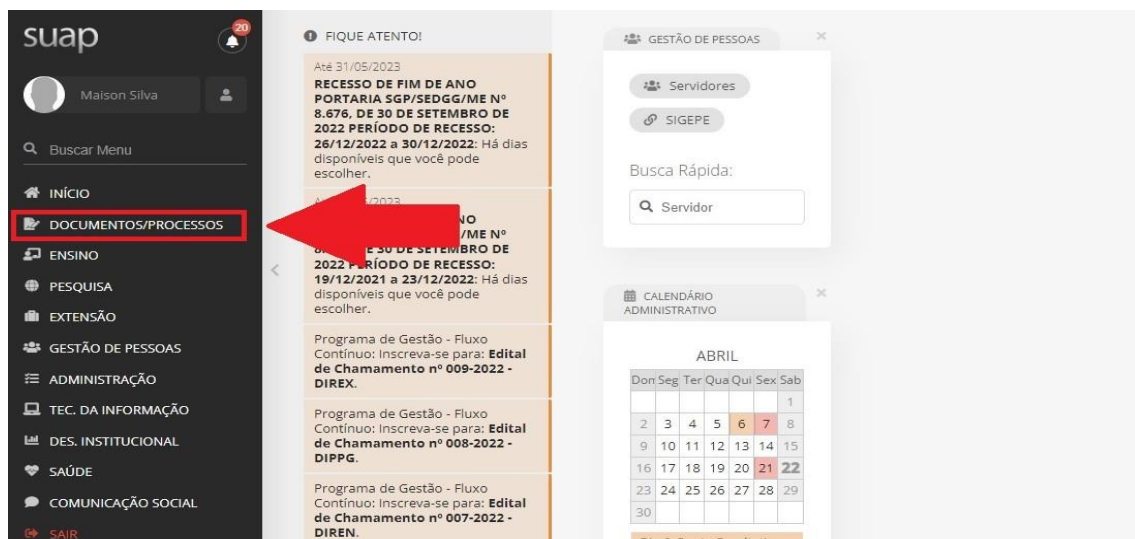 suap
20
Maison Silva
Buscar Menu
INÍCIO
DOCUMENTOS/PROCESSOS
ENSINO
PESQUISA
EXTENSÃO
GESTÃO DE PESSOAS
ADMINISTRAÇÃO
TEC. DA INFORMAÇÃO
DES. INSTITUCIONAL
SAÚDE
COMUNICAÇÃO SOCIAL
SAIR
FIQUE ATENTO!
Até 31/05/2023
RECESSO DE FIM DE ANO
PORTARIA SGP/SEDGG/ME Nº
8.676, DE 30 DE SETEMBRO DE
2022 PERÍODO DE RECESSO:
26/12/2022 a 30/12/2022: Há dias
disponíveis que você pode
escolher.
/2023
NO
/ME Nº
E 30 DE SETEMBRO DE
2022 PERÍODO DE RECESSO:
19/12/2021 a 23/12/2022: Há dias
disponíveis que você pode
escolher.
Programa de Gestão - Fluxo
Contínuo: Inscreva-se para: Edital
de Chamamento nº 009-2022 -
DIREX.
Programa de Gestão - Fluxo
Contínuo: Inscreva-se para: Edital
de Chamamento nº 008-2022 -
DIPPG.
Programa de Gestão - Fluxo
Contínuo: Inscreva-se para: Edital
de Chamamento nº 007-2022 -
DIREN.
GESTÃO DE PESSOAS
Servidores
SIGEPE
Busca Rápida:
Servidor
CALENDÁRIO
ADMINISTRATIVO
ABRIL
Dom Seg Ter Qua Qui Sex Sab
1
2 3 4 5 6 7 8
9 10 11 12 13 14 15
16 17 18 19 20 21 22
23 24 25 26 27 28 29
30